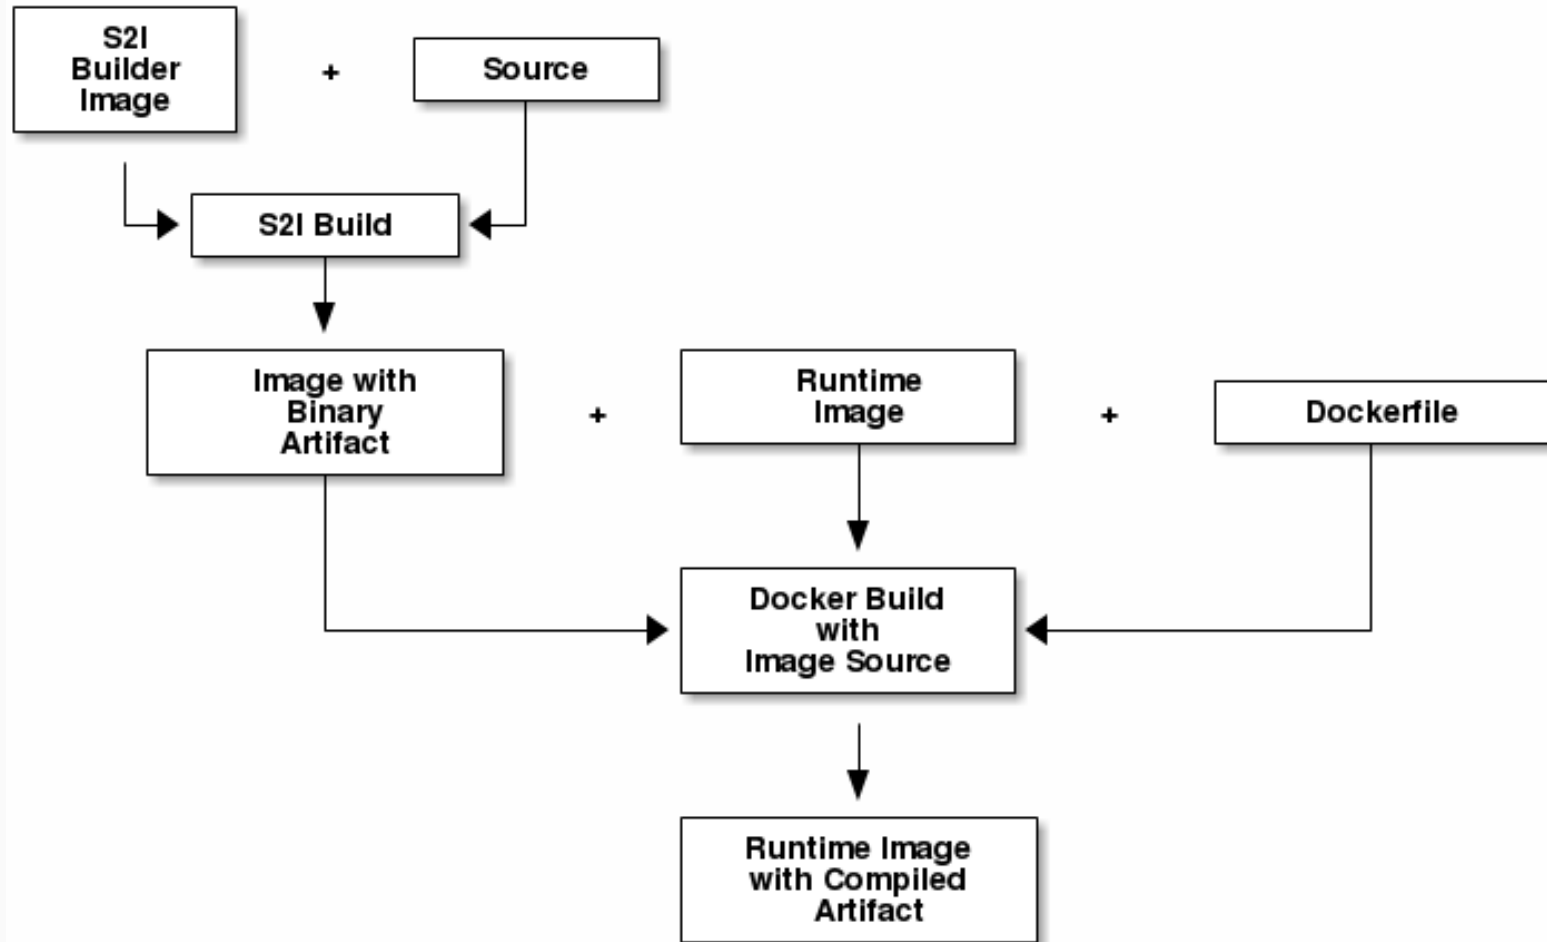 S2I
Builder
Image
+
Source
S2I Build
Image with
Binary
Artifact
+
Runtime
Image
+
Dockerfile
Docker Build
with
Image Source
Runtime Image
with Compiled
Artifact